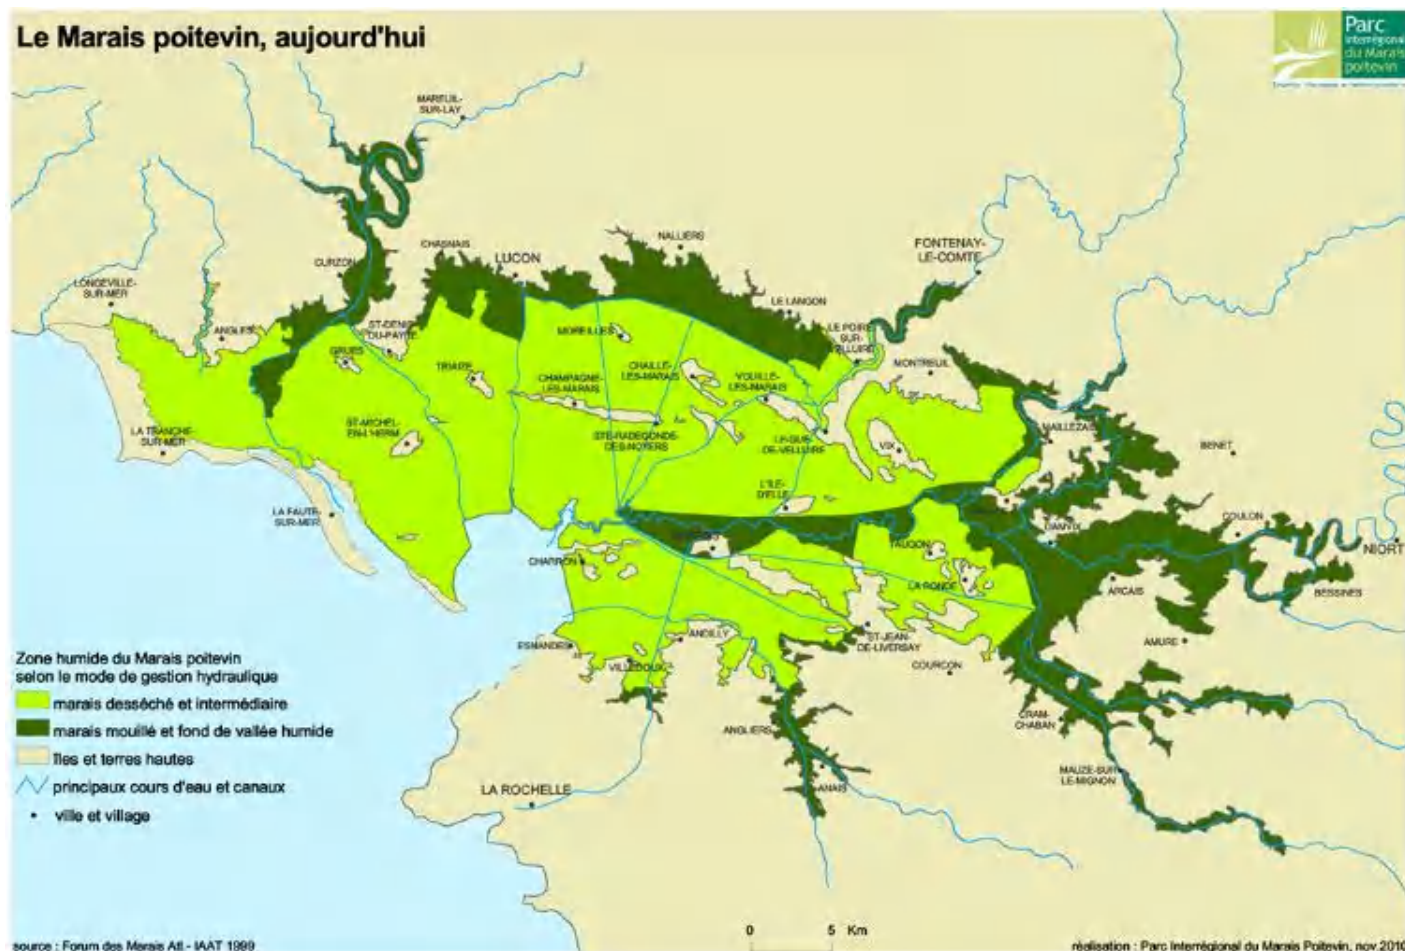 Le Marais poitevin, aujourd'hui
Parc
interrégional
du Marais
poitevin
MAREUIL-
SUR-LAY
NALLIERS
CHASNAIS
LUCON
FONTENAY-
LE-COMTE
CURZON
LONGEVILLE-
SUR-MER
LE LANGON
ANGLES
ST-DENIS
-DU-PAYRE
MOREILLES
LE POIRE
SUR-
VELLUIRE
GRUES
TRIAIZE
CHAILLE-
LES-MARAIS
MONTREUIL
CHAMPAGNE-
LES-MARAIS
VOUILLE-
LES-MARAIS
ST-MICHEL-
EN-L'HERM
LA TRANCHE-
SUR-MER
STE-RADEGONDE-
DES-NOYERS
LE-GUE-
DE-VELLUIRE
VIX
MAILLEZAIS
BENET
L'ILE-
D'ELLE
LA FAUTE-
SUR-MER
DAMVIX
COULON
TAUGON
NIORT
CHARRON
LA RONDE
ARCAIS
BESSINES
ESNANDES
ANDILLY
ST-JEAN-
DE-LIVERSAY
AMURE
VILLEDOUX
COURCON
Zone humide du Marais poitevin
selon le mode de gestion hydraulique
marais desséché et intermédiaire
marais mouillé et fond de vallée humide
îles et terres hautes
principaux cours d'eau et canaux
ville et village
ANGLIERS
CRAM-
CHABAN
MAUZE-SUR
LE-MIGNON
ANAIS
LA ROCHELLE
0 5 Km
source : Forum des Marais Atl - IAAT 1999
réalisation : Parc Interrégional du Marais Poitevin, nov.2010